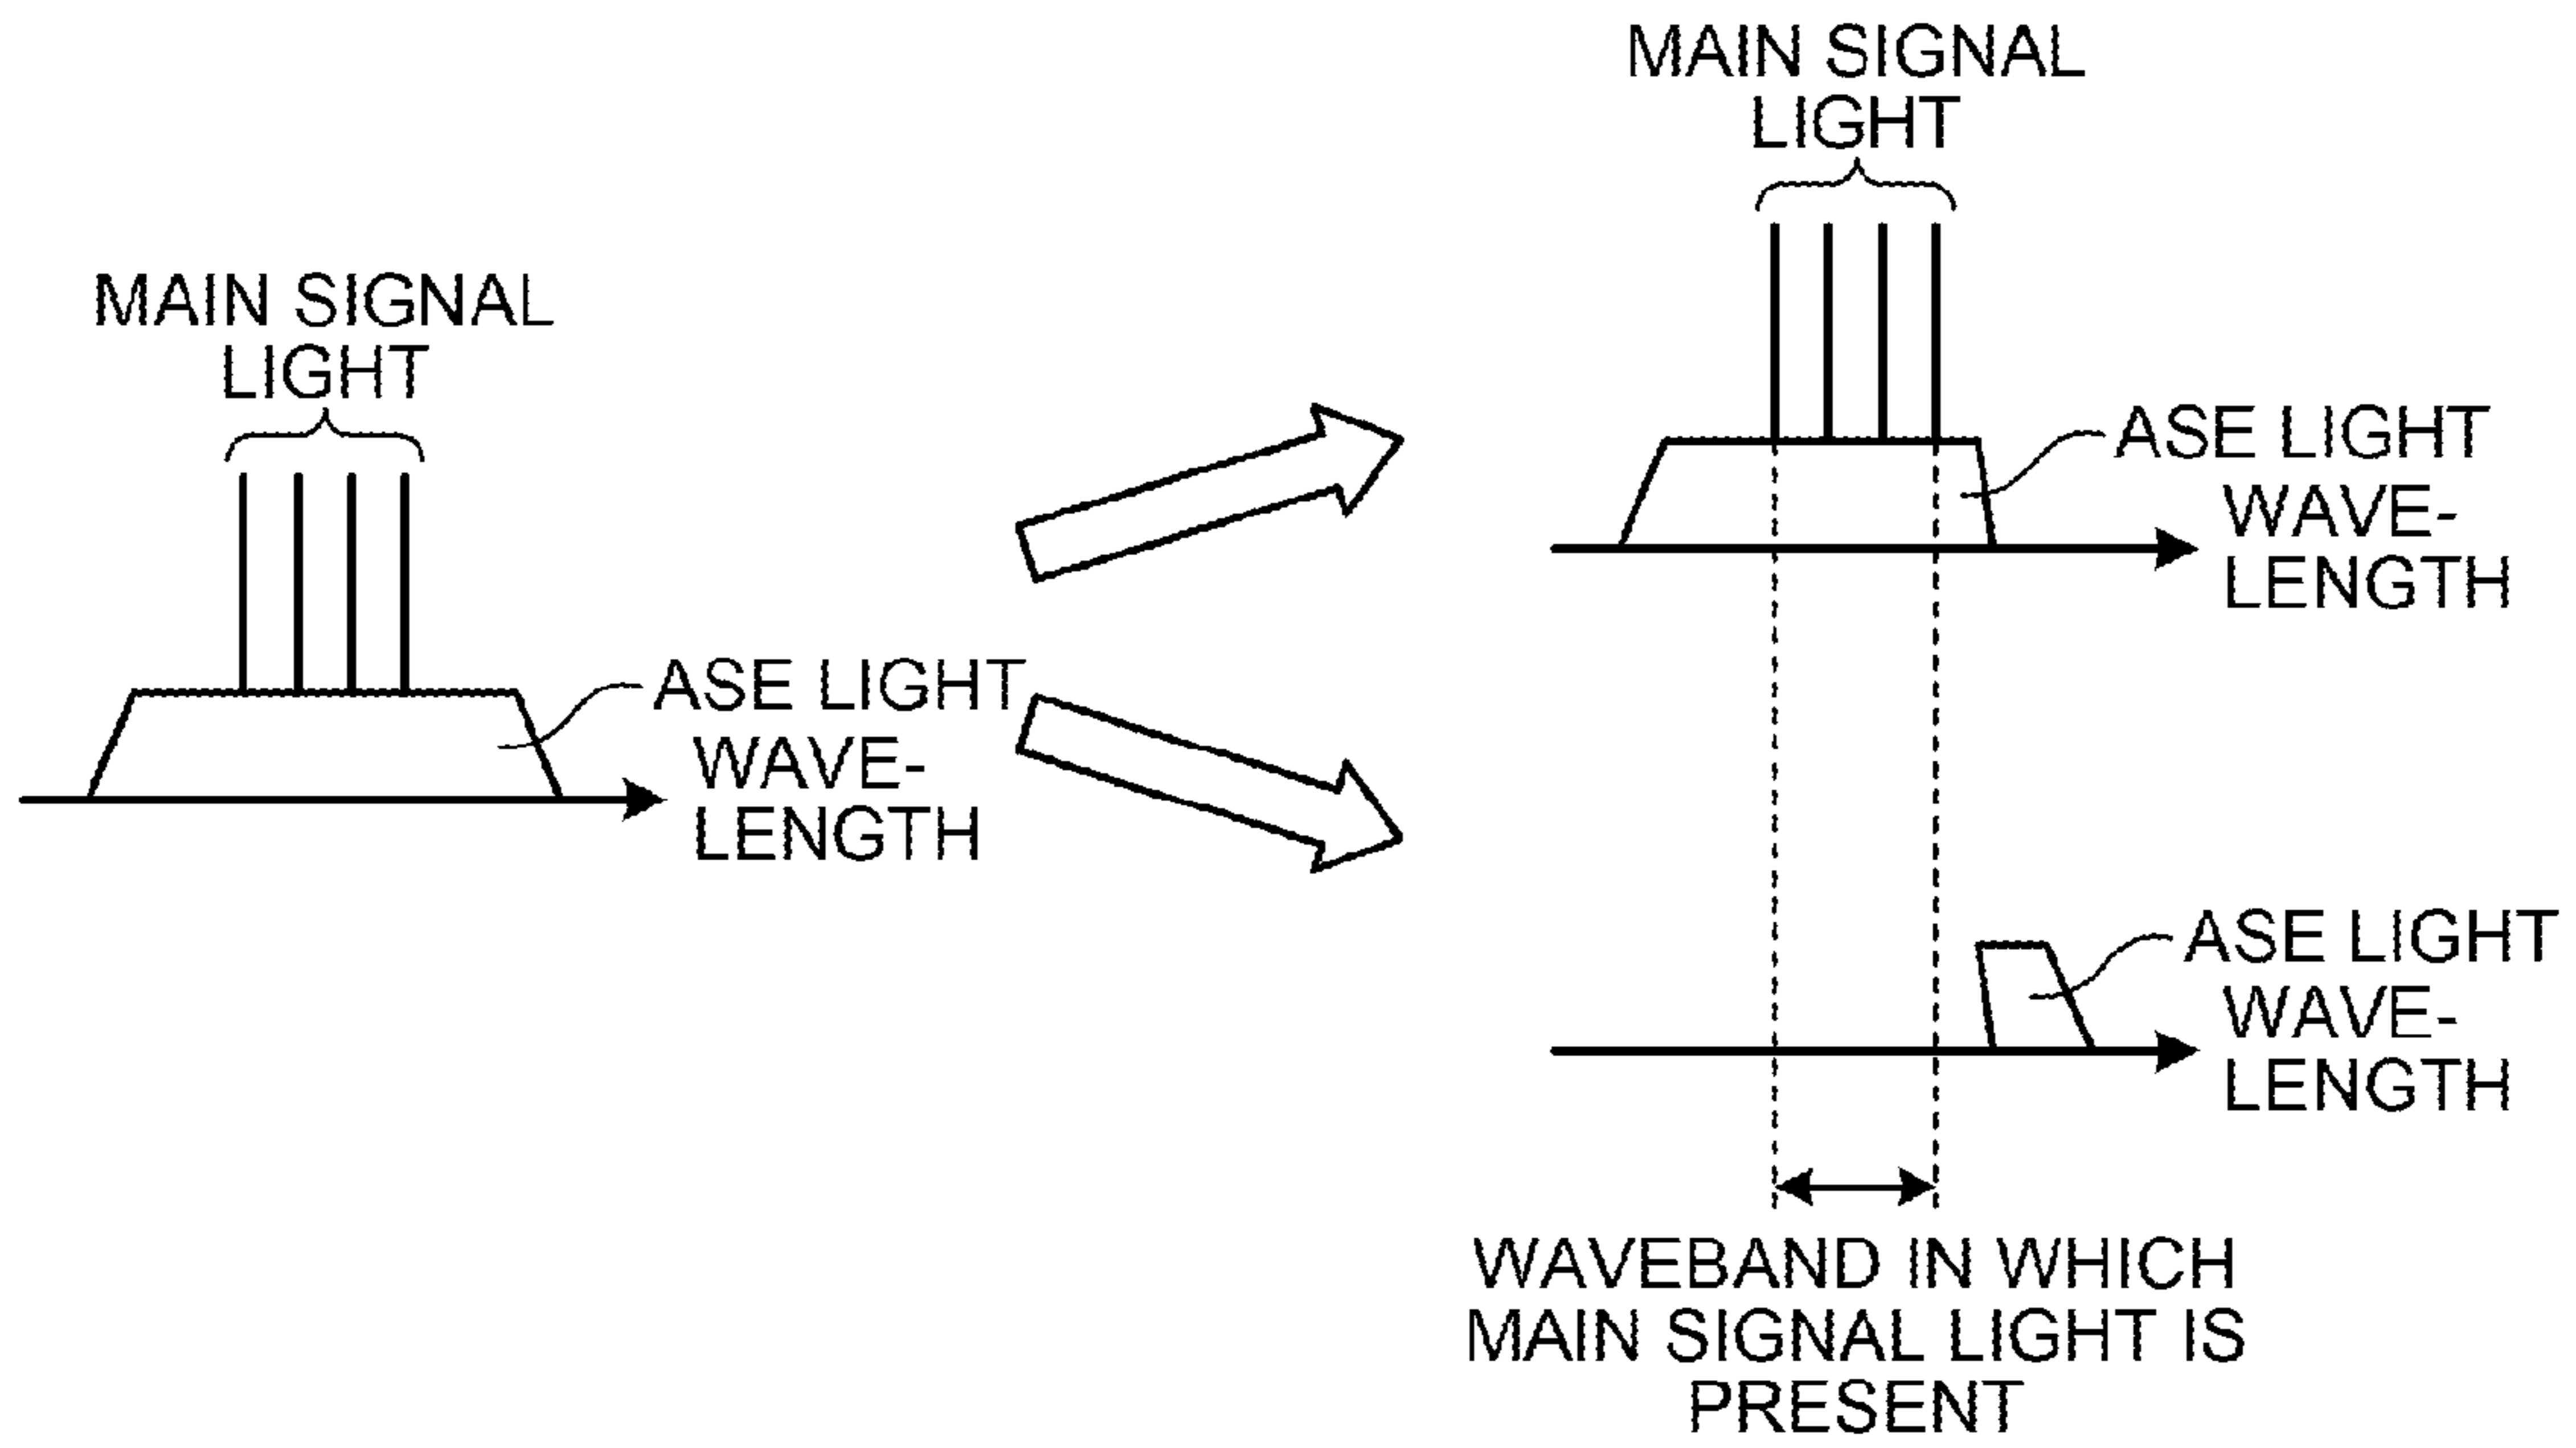 MAIN SIGNAL
LIGHT
ASE LIGHT
WAVE-
LENGTH
MAIN SIGNAL
LIGHT
ASE LIGHT
WAVE-
LENGTH
ASE LIGHT
WAVE-
LENGTH
WAVEBAND IN WHICH
MAIN SIGNAL LIGHT IS
PRESENT